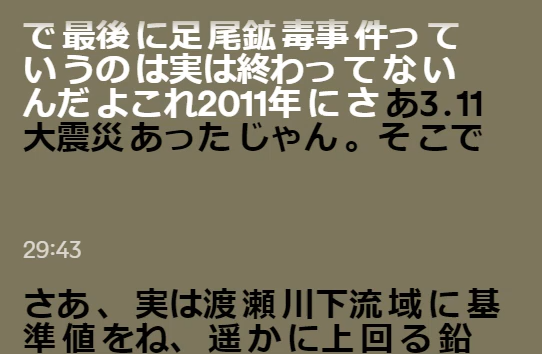 で最後に足尾鉱毒事件って
いうのは実は終わってない
んだよこれ2011年にさあ3.11
大震災あったじゃん。そこで
29:43
さあ、実は渡瀬川下流域に基
準値をね、遥かに上回る鉛